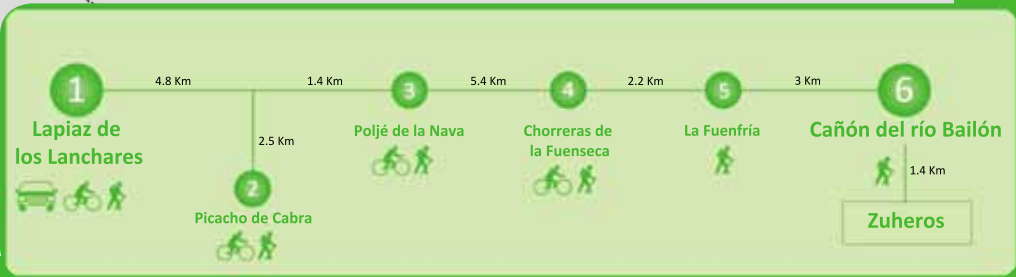 1
4.8 Km
1.4 Km
3
5.4 Km
4
2.2 Km
5
3 Km
6
Lapiaz de
los Lanchares
2.5 Km
2
Picacho de Cabra
Poljé de la Nava
Chorreras de
la Fuenseca
La Fuenfría
Cañón del río Bailón
1.4 Km
Zuheros